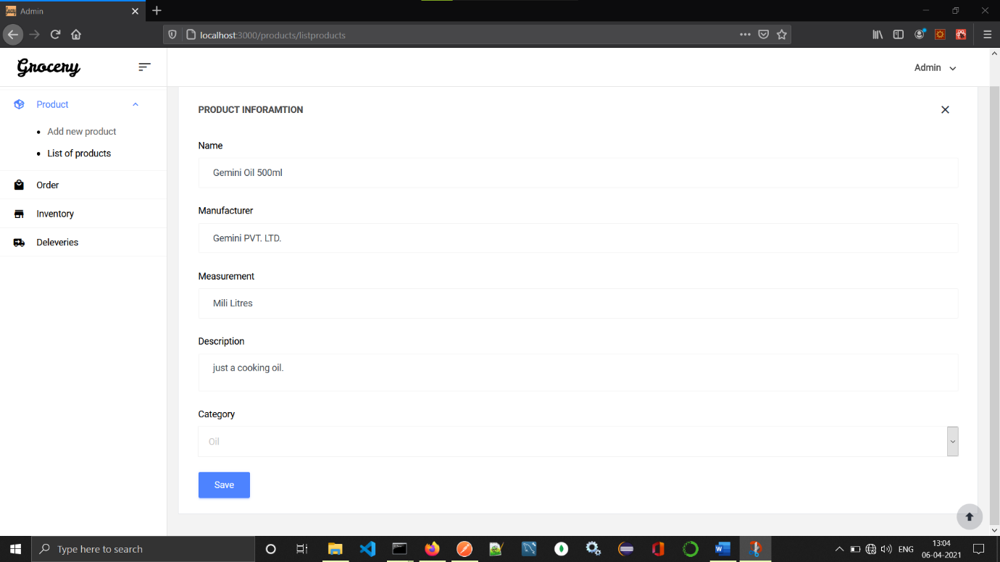 Admin
localhost:3000/products/listproducts
Grocery
Admin
Product
Add new product
List of products
Order
Inventory
Deleveries
PRODUCT INFORAMTION
Name
Gemini Oil 500ml
Manufacturer
Gemini PVT. LTD.
Measurement
Mili Litres
Description
just a cooking oil.
Category
Oil
Save
Type here to search
ENG
13:04
06-04-2021